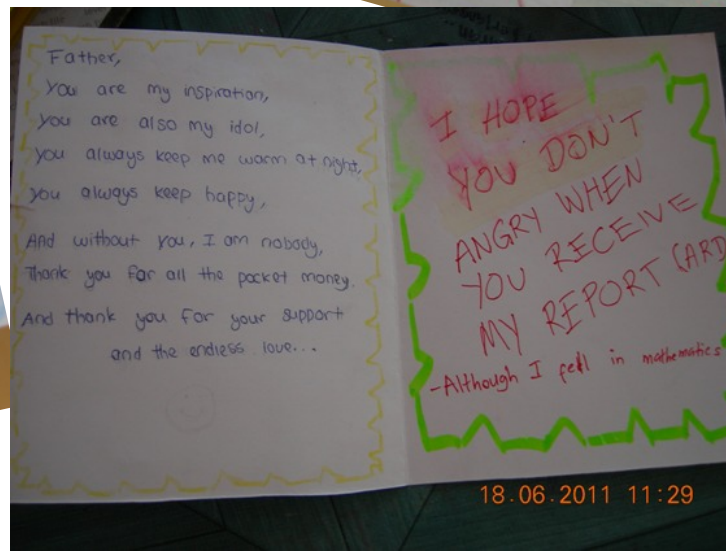 Father,
You are my inspiration,
You are also my idol,
You always keep me warm at night,
You always keep happy,
And without you, I am nobody,
Thank you for all the pocket money.
And thank you for your support
and the endless love...
I HOPE
YOU DON'T
ANGRY WHEN
YOU RECEIVE
MY REPORT CARD
-Although I fell in mathematics
18.06.2011 11:29